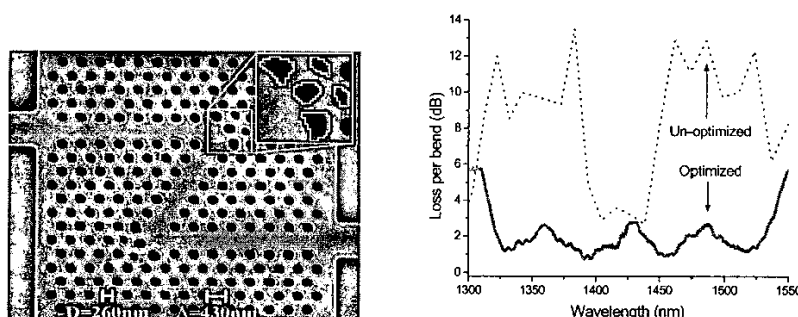 D=260nm Λ=430nm
Loss per bend (dB)
14
12
10
8
6
4
2
0
Un-optimized
Optimized
1300 1350 1400 1450 1500 1550
Wavelength (nm)